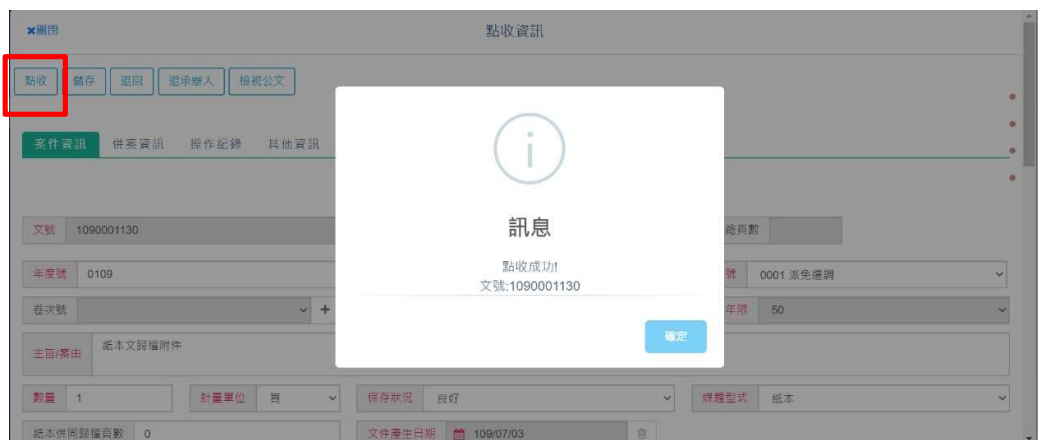 ×關閉
點收資訊
點收 儲存 退回 退承辦人 檢視公文
案件資訊 併案資訊 操作紀錄 其他資訊
i
訊息
點收成功!
文號:1090001130
確定
文號 1090001130 總頁數
年度號 0109 號 0001 派免遷調
卷次號 + 年限 50
主旨/案由 紙本文歸檔附件
數量 1 計量單位 頁 保存狀況 良好 媒體型式 紙本
紙本併同歸檔頁數 0 文件產生日期 109/07/03